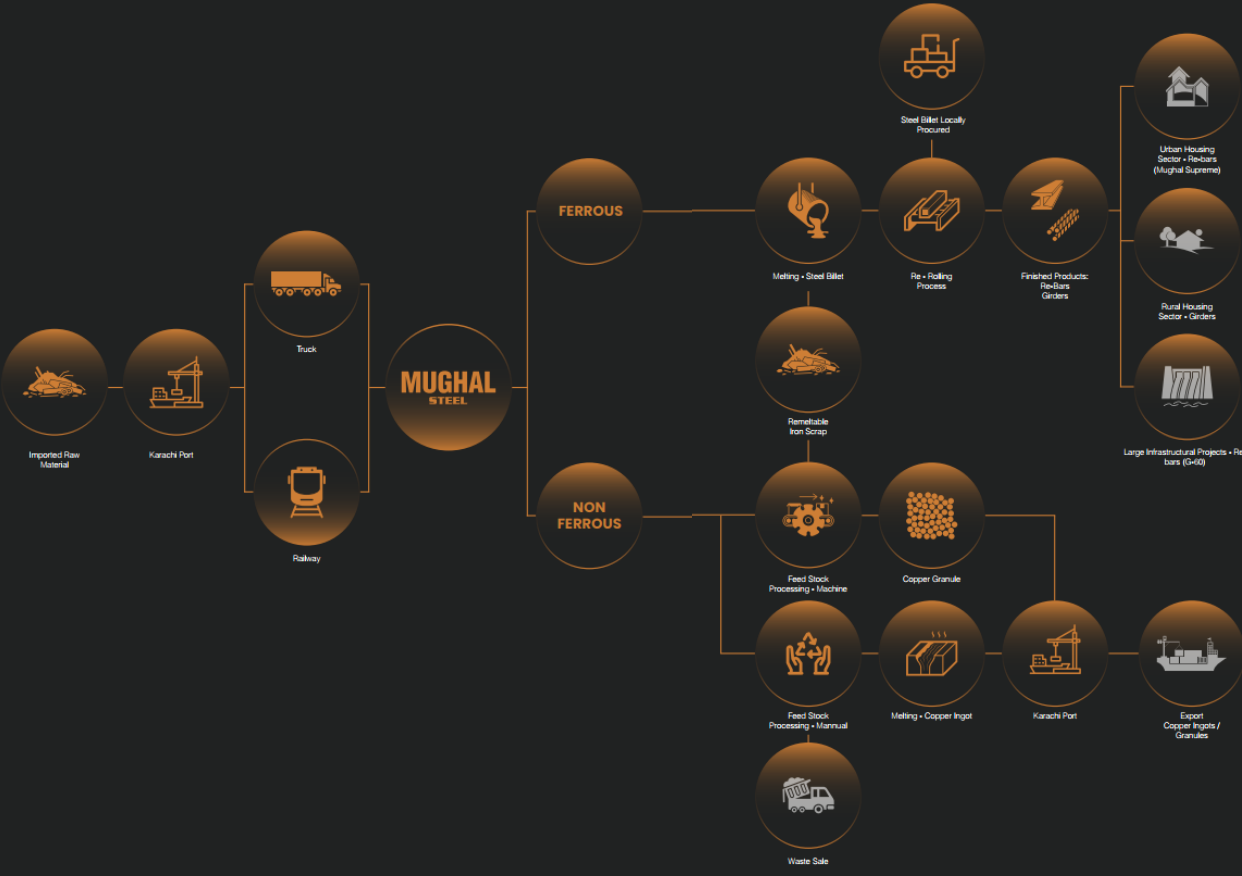 Steel Billet Locally
Procured
Urban Housing
Sector • Re•bars
(Mughal Supreme)
FERROUS
Melting • Steel Billet
Re • Rolling
Process
Finished Products:
Re•Bars
Girders
Rural Housing
Sector • Girders
Truck
MUGHAL
STEEL
Imported Raw
Material
Karachi Port
Remeltable
Iron Scrap
Large Infrastructural Projects • Re
bars (G•60)
Railway
NON
FERROUS
Feed Stock
Processing • Machine
Copper Granule
Feed Stock
Processing • Mannual
Melting • Copper Ingot
Karachi Port
Export
Copper Ingots /
Granules
Waste Sale